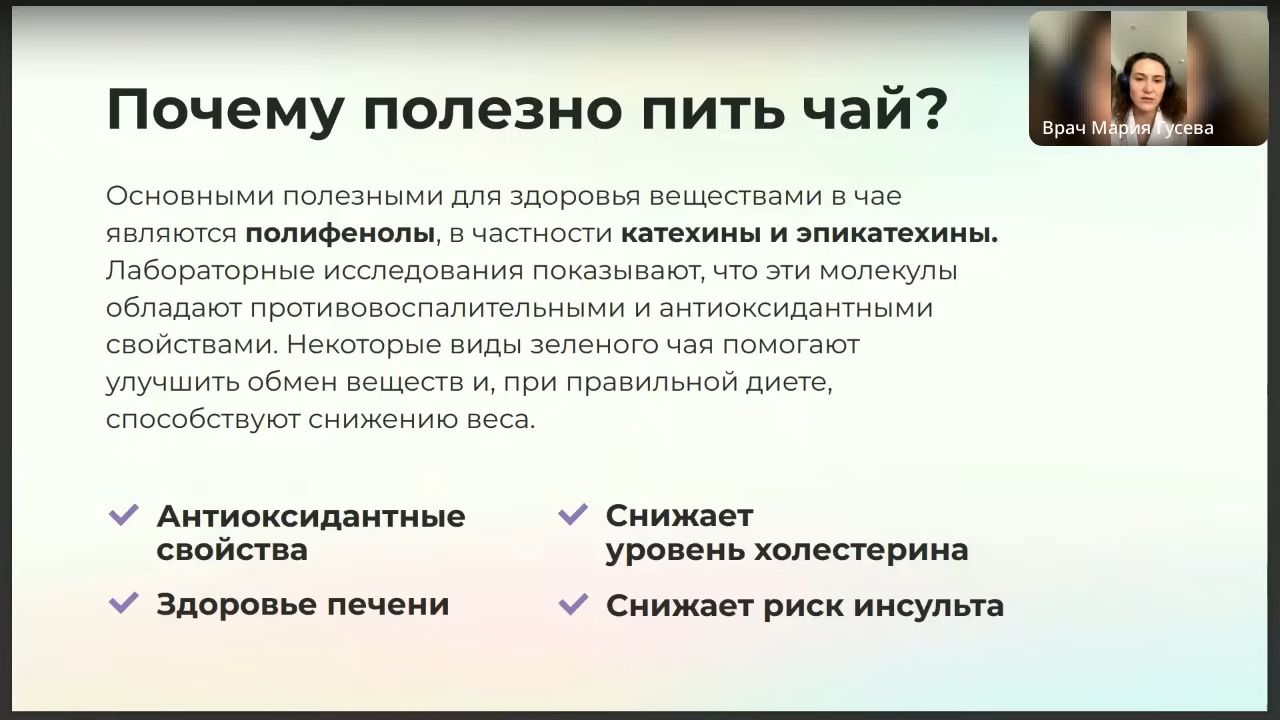 Почему полезно пить чай?
Врач Мария Гусева
Основными полезными для здоровья веществами в чае
являются полифенолы, в частности катехины и эпикатехины.
Лабораторные исследования показывают, что эти молекулы
обладают противовоспалительными и антиоксидантными
свойствами. Некоторые виды зеленого чая помогают
улучшить обмен веществ и, при правильной диете,
способствуют снижению веса.
Антиоксидантные
свойства
Здоровье печени
Снижает
уровень холестерина
Снижает риск инсульта